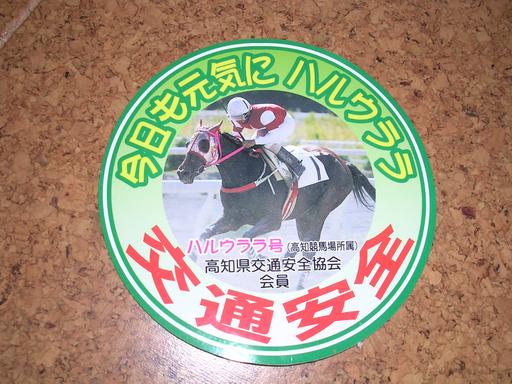 今日も元気に ハルウララ
ハルウララ号(高知競馬場所属)
高知県交通安全協会
会員
交通安全